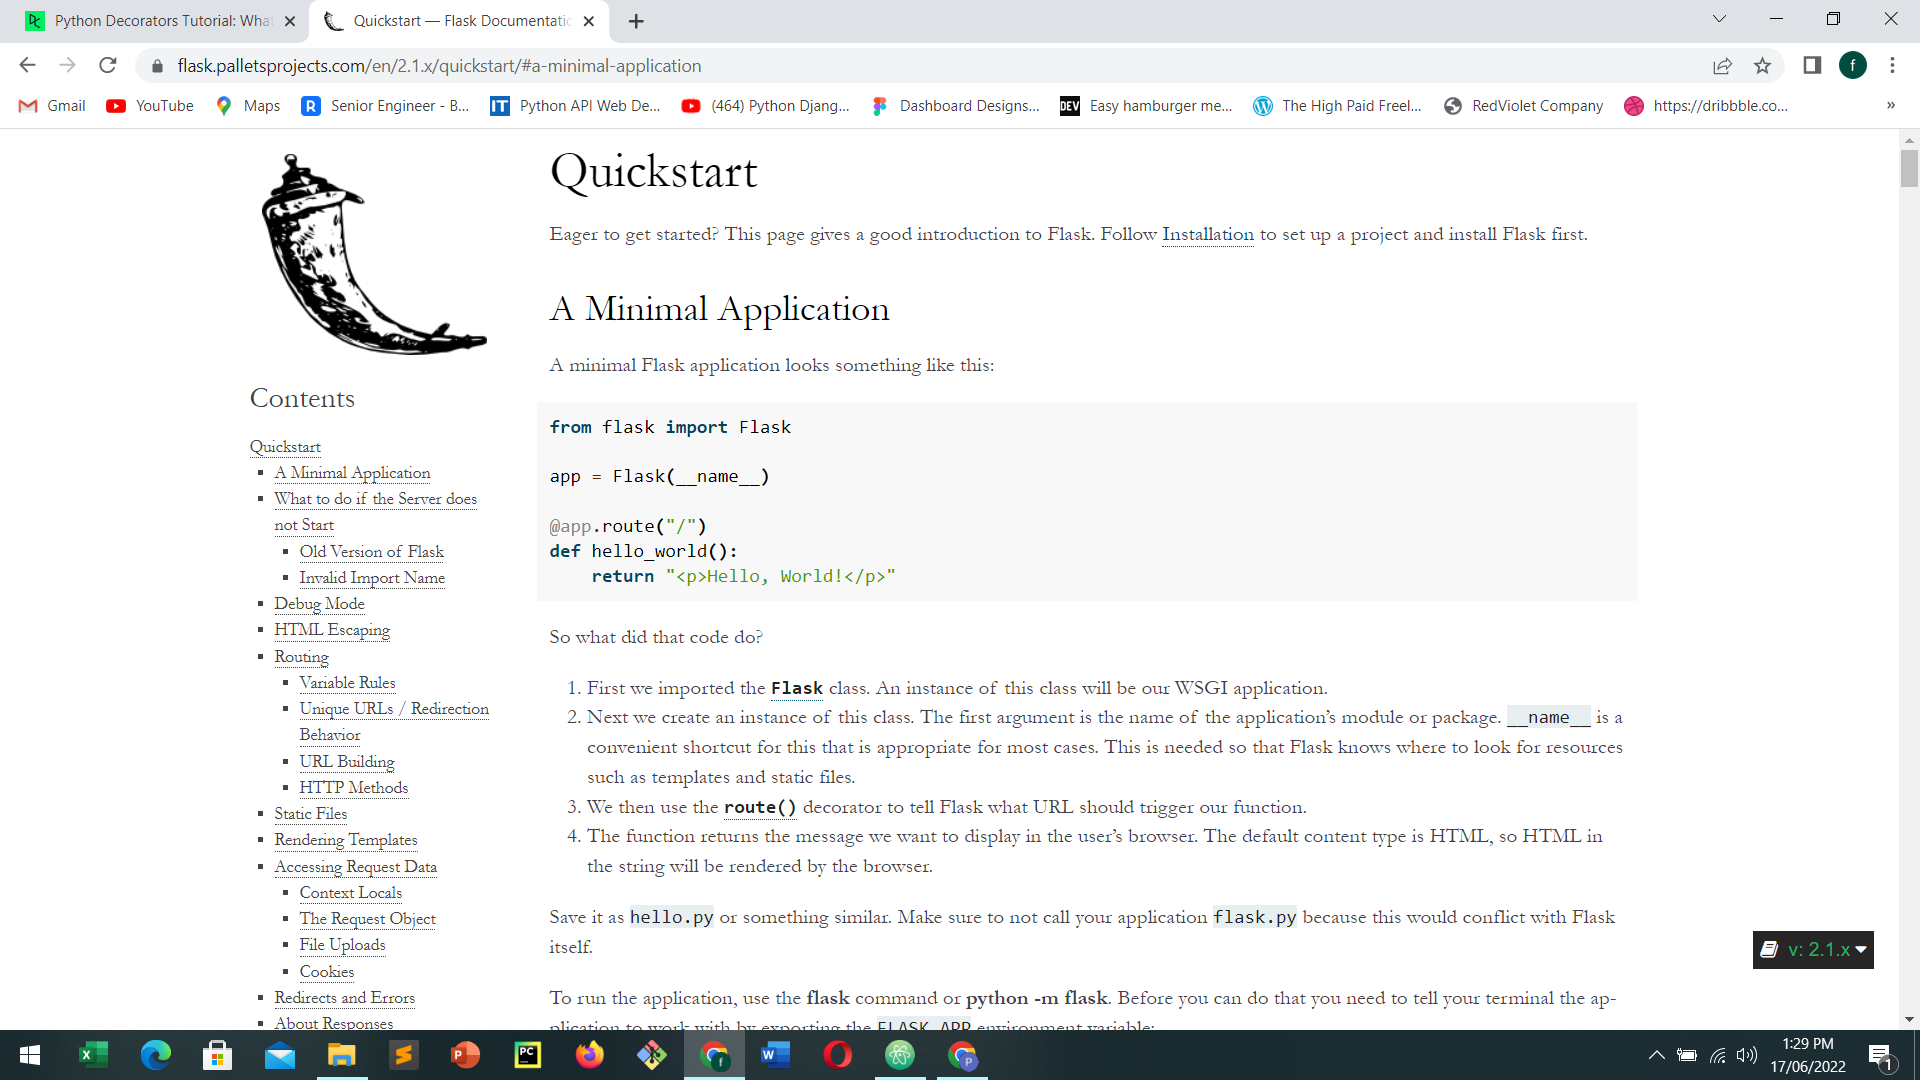 Python Decorators Tutorial: Wha
Quickstart — Flask Documentatic
flask.palletsprojects.com/en/2.1.x/quickstart/#a-minimal-application
f
Gmail
YouTube
Maps
R Senior Engineer - B...
IT Python API Web De...
(464) Python Djang...
Dashboard Designs...
DEV Easy hamburger me...
The High Paid Freel...
RedViolet Company
https://dribbble.co...
»
Quickstart
Eager to get started? This page gives a good introduction to Flask. Follow Installation to set up a project and install Flask first.
A Minimal Application
A minimal Flask application looks something like this:
from flask import Flask
app = Flask(__name__)
@app.route("/")
def hello_world():
    return "<p>Hello, World!</p>"
So what did that code do?
1. First we imported the Flask class. An instance of this class will be our WSGI application.
2. Next we create an instance of this class. The first argument is the name of the application’s module or package. __name__ is a
convenient shortcut for this that is appropriate for most cases. This is needed so that Flask knows where to look for resources
such as templates and static files.
3. We then use the route() decorator to tell Flask what URL should trigger our function.
4. The function returns the message we want to display in the user’s browser. The default content type is HTML, so HTML in
the string will be rendered by the browser.
Save it as hello.py or something similar. Make sure to not call your application flask.py because this would conflict with Flask
itself.
To run the application, use the flask command or python -m flask. Before you can do that you need to tell your terminal the ap-
plication to work with by exporting the FLASK_APP environment variable:
Contents
Quickstart
A Minimal Application
What to do if the Server does
not Start
Old Version of Flask
Invalid Import Name
Debug Mode
HTML Escaping
Routing
Variable Rules
Unique URLs / Redirection
Behavior
URL Building
HTTP Methods
Static Files
Rendering Templates
Accessing Request Data
Context Locals
The Request Object
File Uploads
Cookies
Redirects and Errors
About Responses
v: 2.1.x
1:29 PM
17/06/2022
1